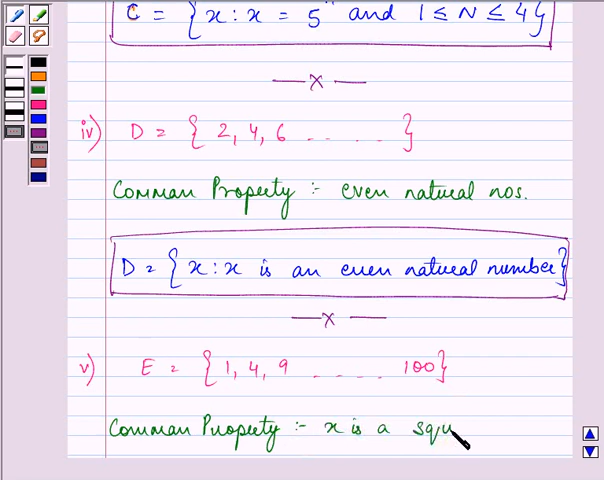 C = { x : x = 5ⁿ and 1 ≤ N ≤ 4}
— x —
iv) D = { 2, 4, 6 ..... }
Common Property :- even natural nos.
D = { x : x is an even natural number}
— x —
v) E = { 1, 4, 9 ..... 100}
Common Property :- x is a squ